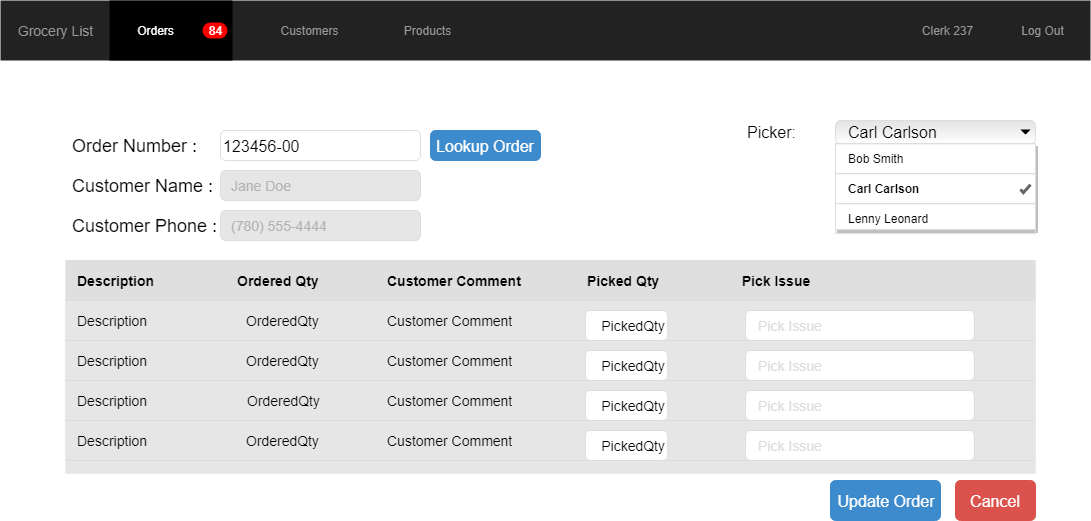 Grocery List Orders 84 Customers Products Clerk 237 Log Out
Order Number : 123456-00 Lookup Order Picker: Carl Carlson
Bob Smith
Customer Name : Jane Doe Carl Carlson
Customer Phone : (780) 555-4444 Lenny Leonard
Description Ordered Qty Customer Comment Picked Qty Pick Issue
Description OrderedQty Customer Comment PickedQty Pick Issue
Description OrderedQty Customer Comment PickedQty Pick Issue
Description OrderedQty Customer Comment PickedQty Pick Issue
Description OrderedQty Customer Comment PickedQty Pick Issue
Update Order Cancel